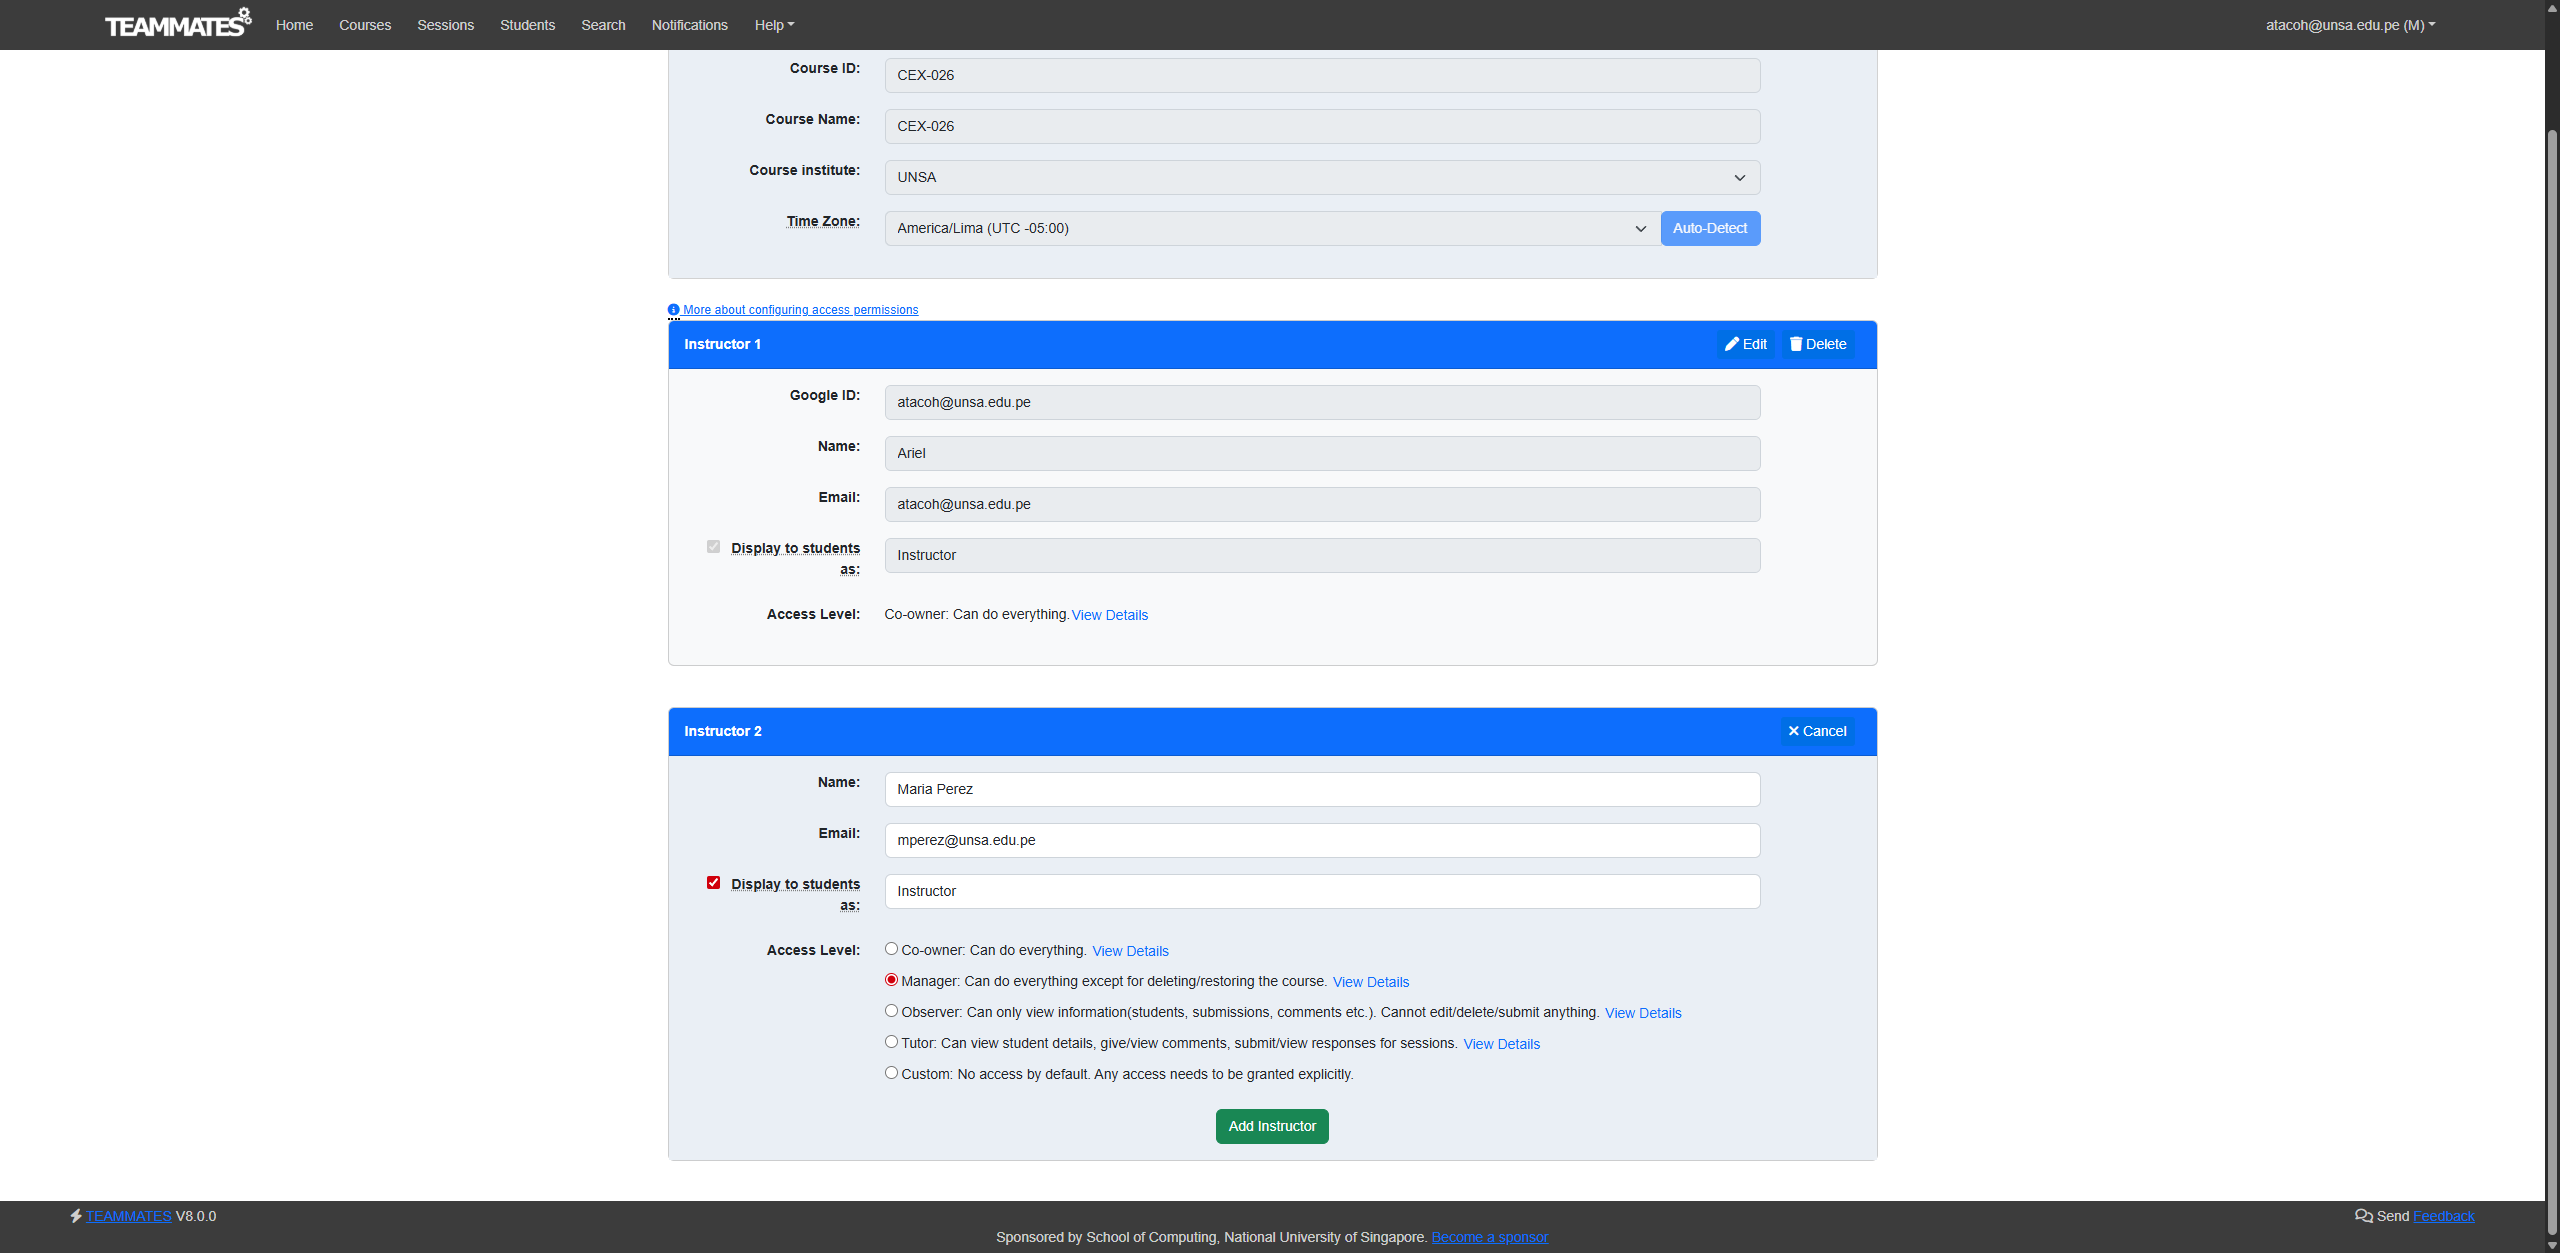 TEAMMATES Home Courses Sessions Students Search Notifications Help atacoh@unsa.edu.pe (M)
Course ID: CEX-026
Course Name: CEX-026
Course institute: UNSA
Time Zone: America/Lima (UTC -05:00) Auto-Detect
More about configuring access permissions
Instructor 1 Edit Delete
Google ID: atacoh@unsa.edu.pe
Name: Ariel
Email: atacoh@unsa.edu.pe
Display to students as: Instructor
Access Level: Co-owner: Can do everything. View Details
Instructor 2 Cancel
Name: Maria Perez
Email: mperez@unsa.edu.pe
Display to students as: Instructor
Access Level: Co-owner: Can do everything. View Details
Manager: Can do everything except for deleting/restoring the course. View Details
Observer: Can only view information(students, submissions, comments etc.). Cannot edit/delete/submit anything. View Details
Tutor: Can view student details, give/view comments, submit/view responses for sessions. View Details
Custom: No access by default. Any access needs to be granted explicitly.
Add Instructor
TEAMMATES V8.0.0 Send Feedback
Sponsored by School of Computing, National University of Singapore. Become a sponsor